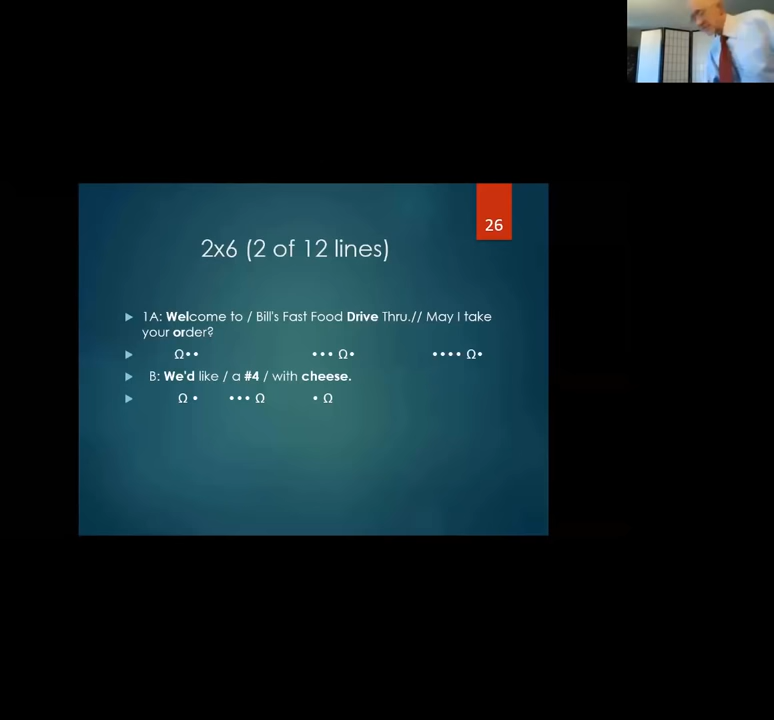 26
2x6 (2 of 12 lines)
1A: Welcome to / Bill's Fast Food Drive Thru.// May I take
your order?
Ω•• ••• Ω• •••• Ω•
B: We'd like / a #4 / with cheese.
Ω • ••• Ω • Ω